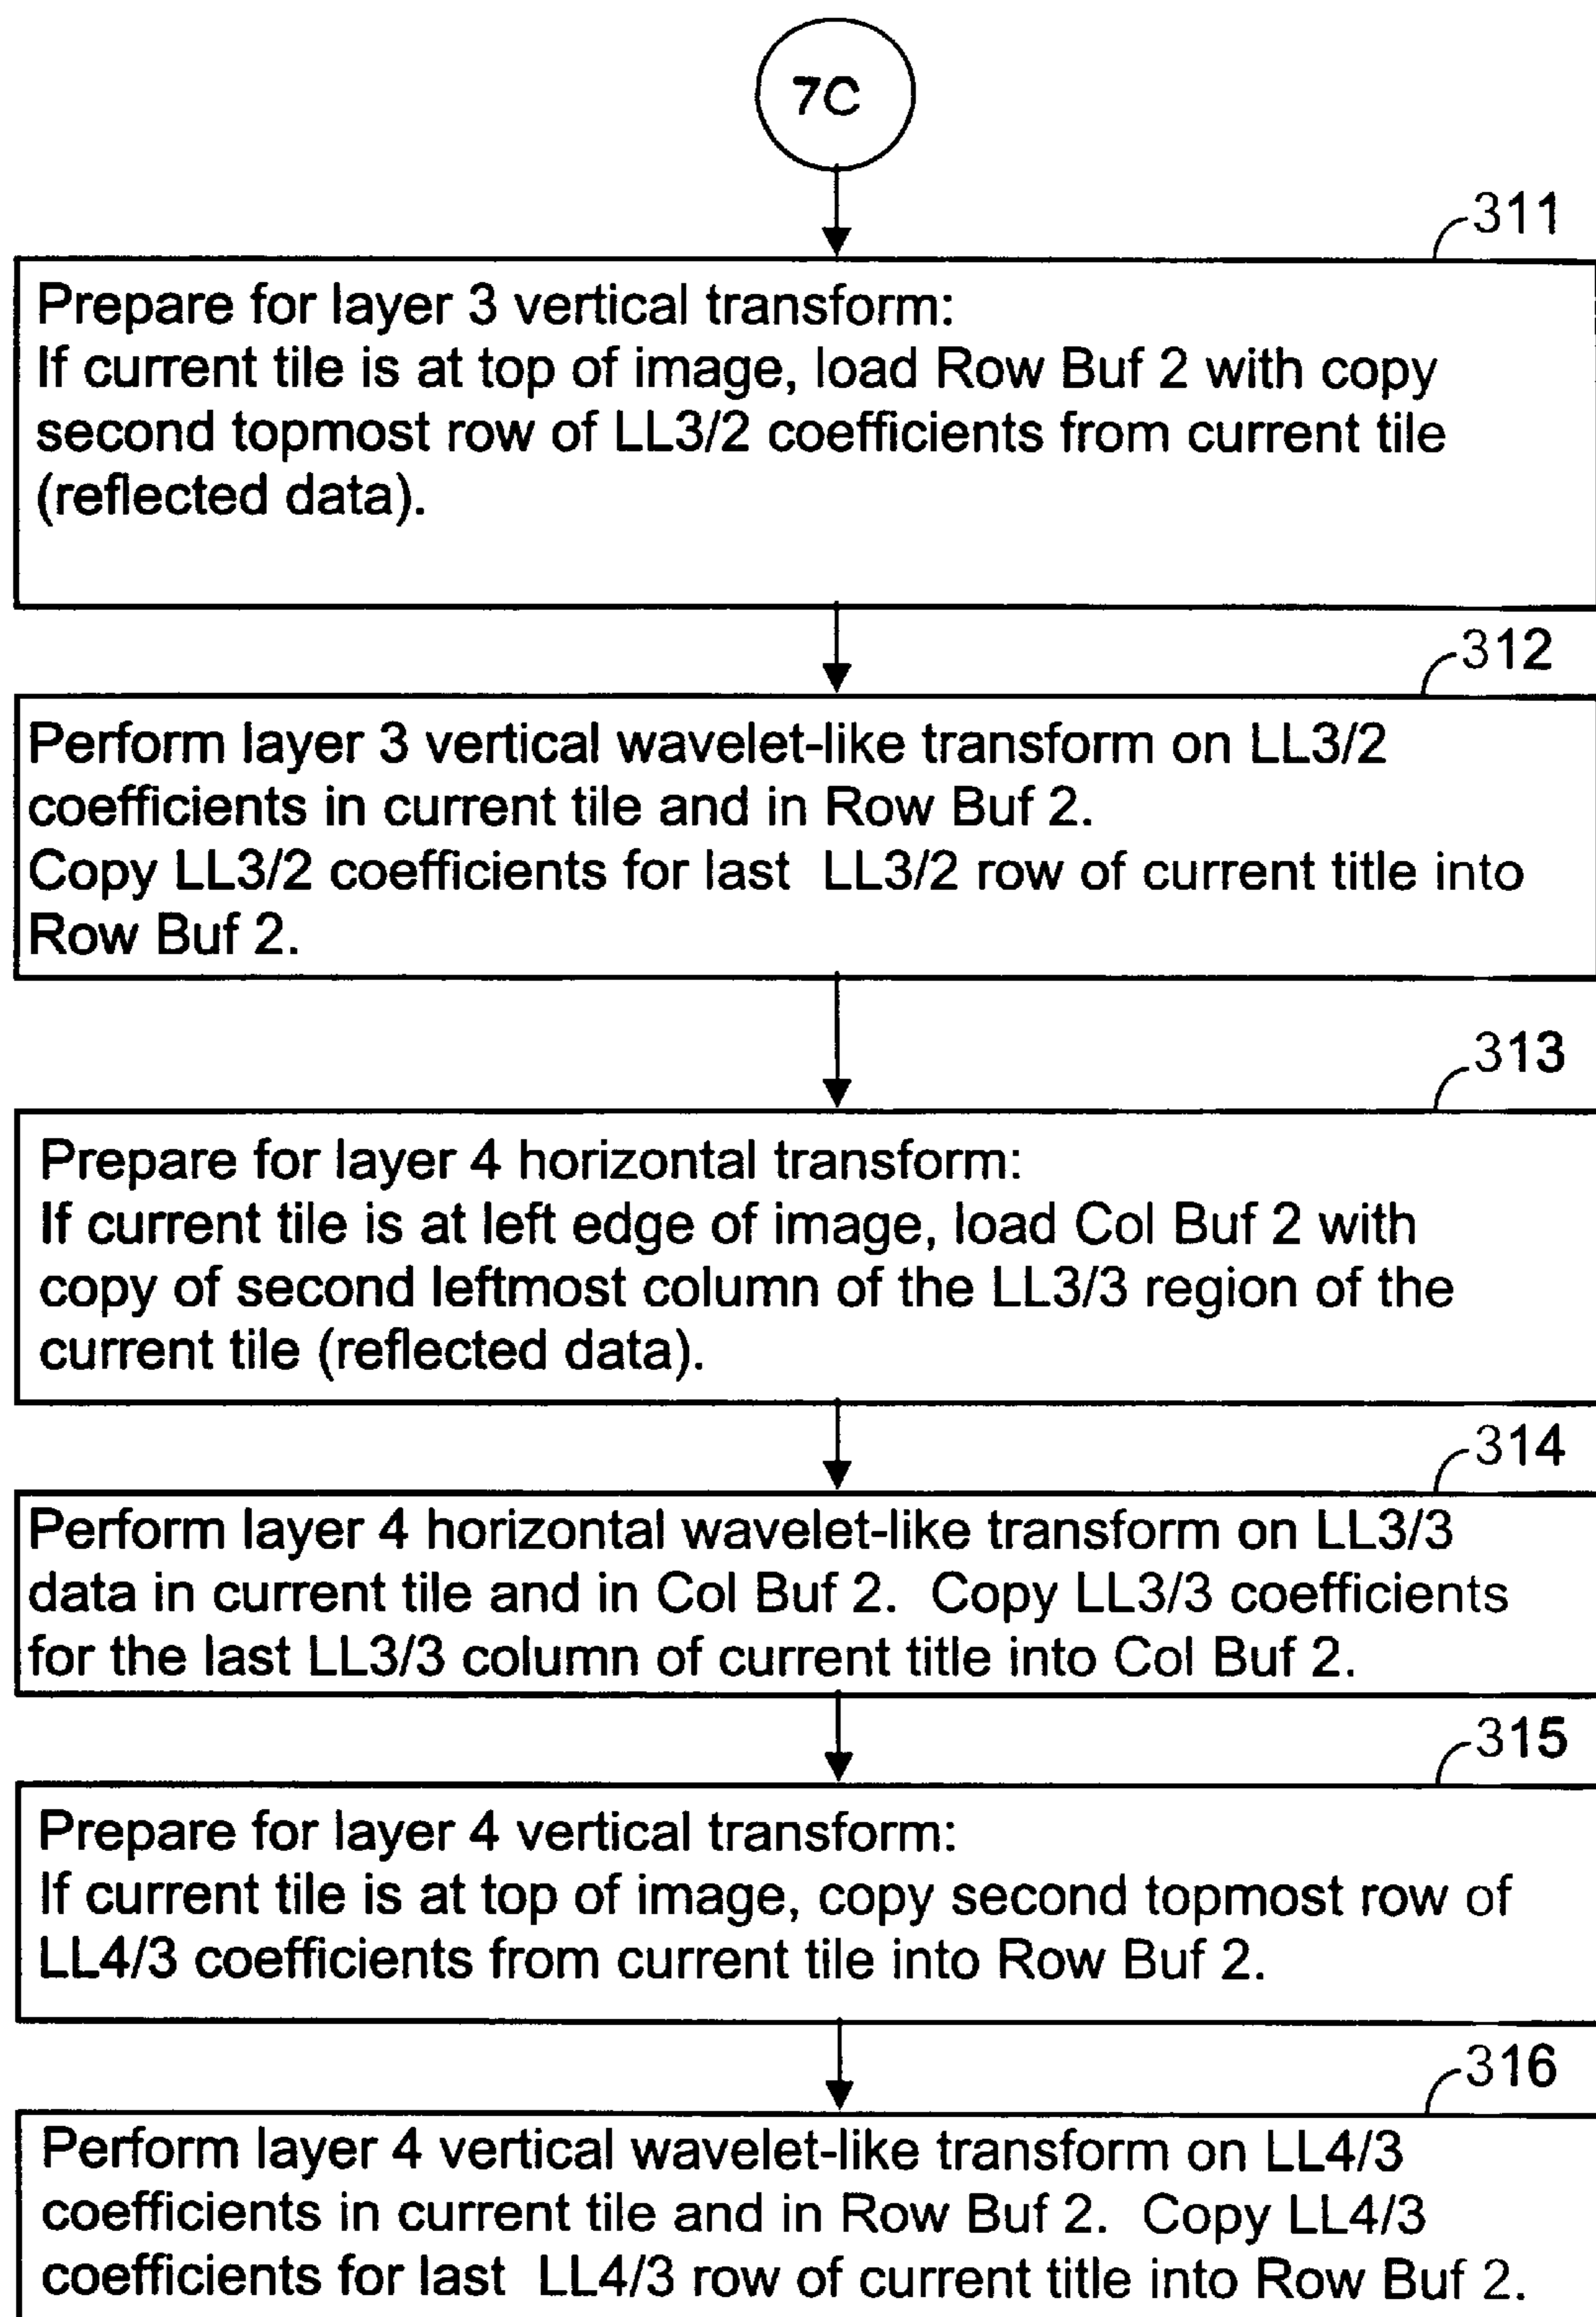 7C
311
Prepare for layer 3 vertical transform:
If current tile is at top of image, load Row Buf 2 with copy
second topmost row of LL3/2 coefficients from current tile
(reflected data).
312
Perform layer 3 vertical wavelet-like transform on LL3/2
coefficients in current tile and in Row Buf 2.
Copy LL3/2 coefficients for last LL3/2 row of current title into
Row Buf 2.
313
Prepare for layer 4 horizontal transform:
If current tile is at left edge of image, load Col Buf 2 with
copy of second leftmost column of the LL3/3 region of the
current tile (reflected data).
314
Perform layer 4 horizontal wavelet-like transform on LL3/3
data in current tile and in Col Buf 2. Copy LL3/3 coefficients
for the last LL3/3 column of current title into Col Buf 2.
315
Prepare for layer 4 vertical transform:
If current tile is at top of image, copy second topmost row of
LL4/3 coefficients from current tile into Row Buf 2.
316
Perform layer 4 vertical wavelet-like transform on LL4/3
coefficients in current tile and in Row Buf 2. Copy LL4/3
coefficients for last LL4/3 row of current title into Row Buf 2.